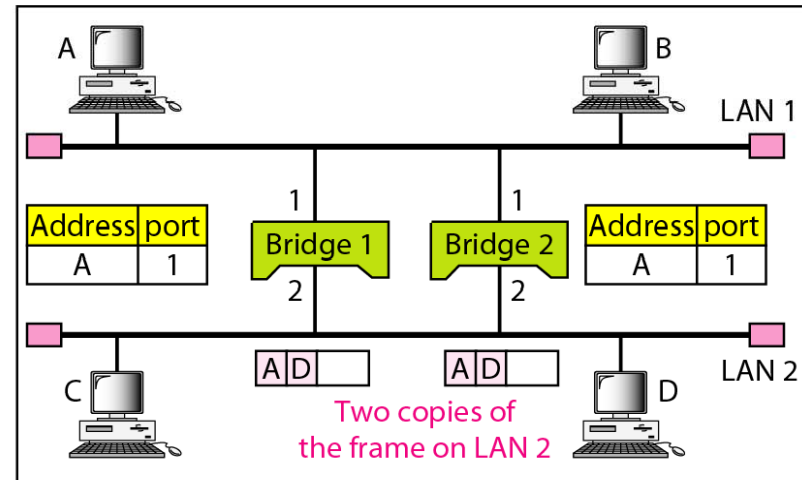 A
B
LAN 1
1
1
Address port
A 1
Bridge 1
Bridge 2
Address port
A 1
2
2
LAN 2
A D
A D
C
D
Two copies of
the frame on LAN 2